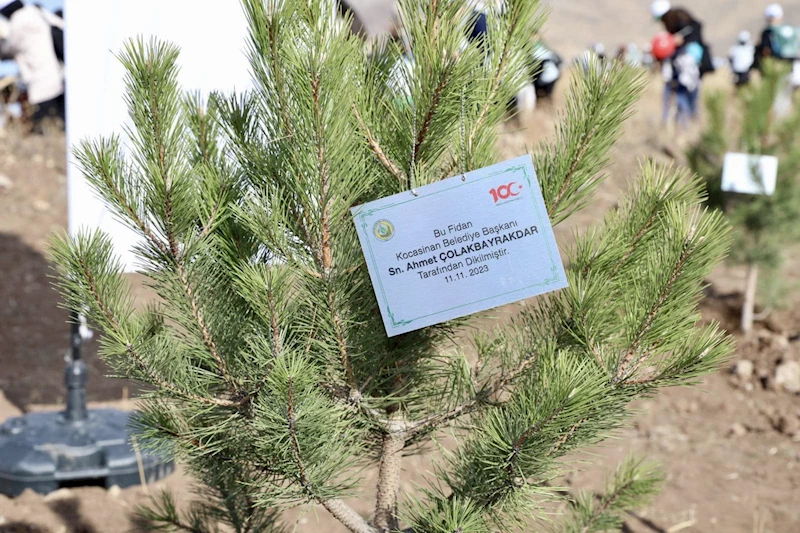 100
Bu Fidan
Kocasinan Belediye Başkanı
Sn. Ahmet ÇOLAKBAYRAKDAR
Tarafından Dikilmiştir.
11.11. 2023